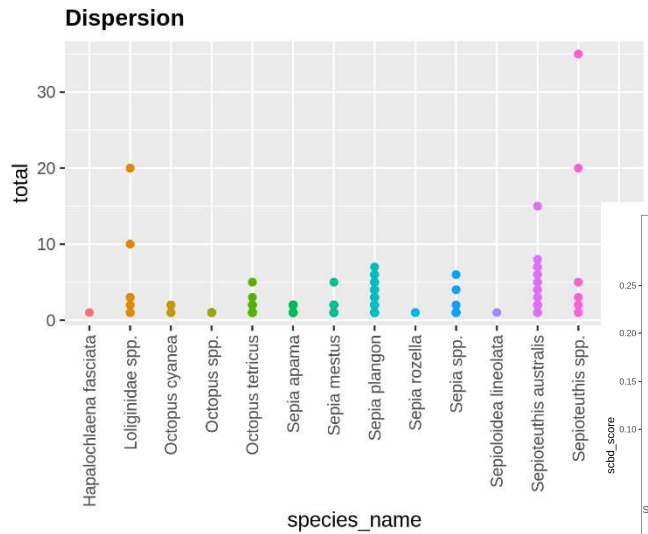 Dispersion
total
30
20
10
0
Hapalochlaena fasciata
Loliginidae spp.
Octopus cyanea
Octopus spp.
Octopus tetricus
Sepia apama
Sepia mestus
Sepia plangon
Sepia rozella
Sepia spp.
Sepioloidea lineolata
Sepioteuthis australis
Sepioteuthis spp.
species_name
scbd_score
0.25
0.20
0.15
0.10
S